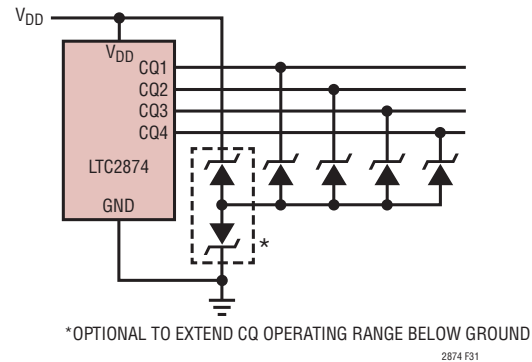 VDD
VDD
CQ1
CQ2
CQ3
CQ4
LTC2874
GND
*
*OPTIONAL TO EXTEND CQ OPERATING RANGE BELOW GROUND
2874 F31